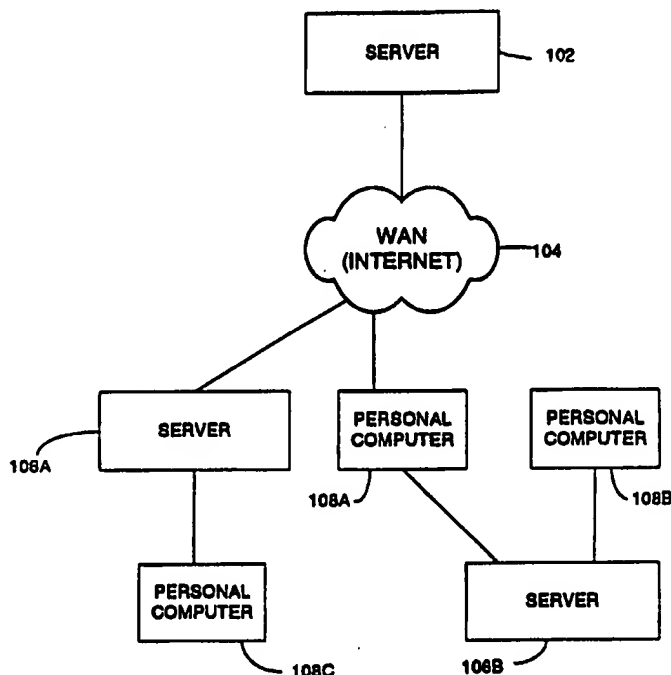 SERVER
102
WAN
(INTERNET)
104
SERVER
106A
PERSONAL
COMPUTER
108A
PERSONAL
COMPUTER
108B
PERSONAL
COMPUTER
108C
SERVER
106B